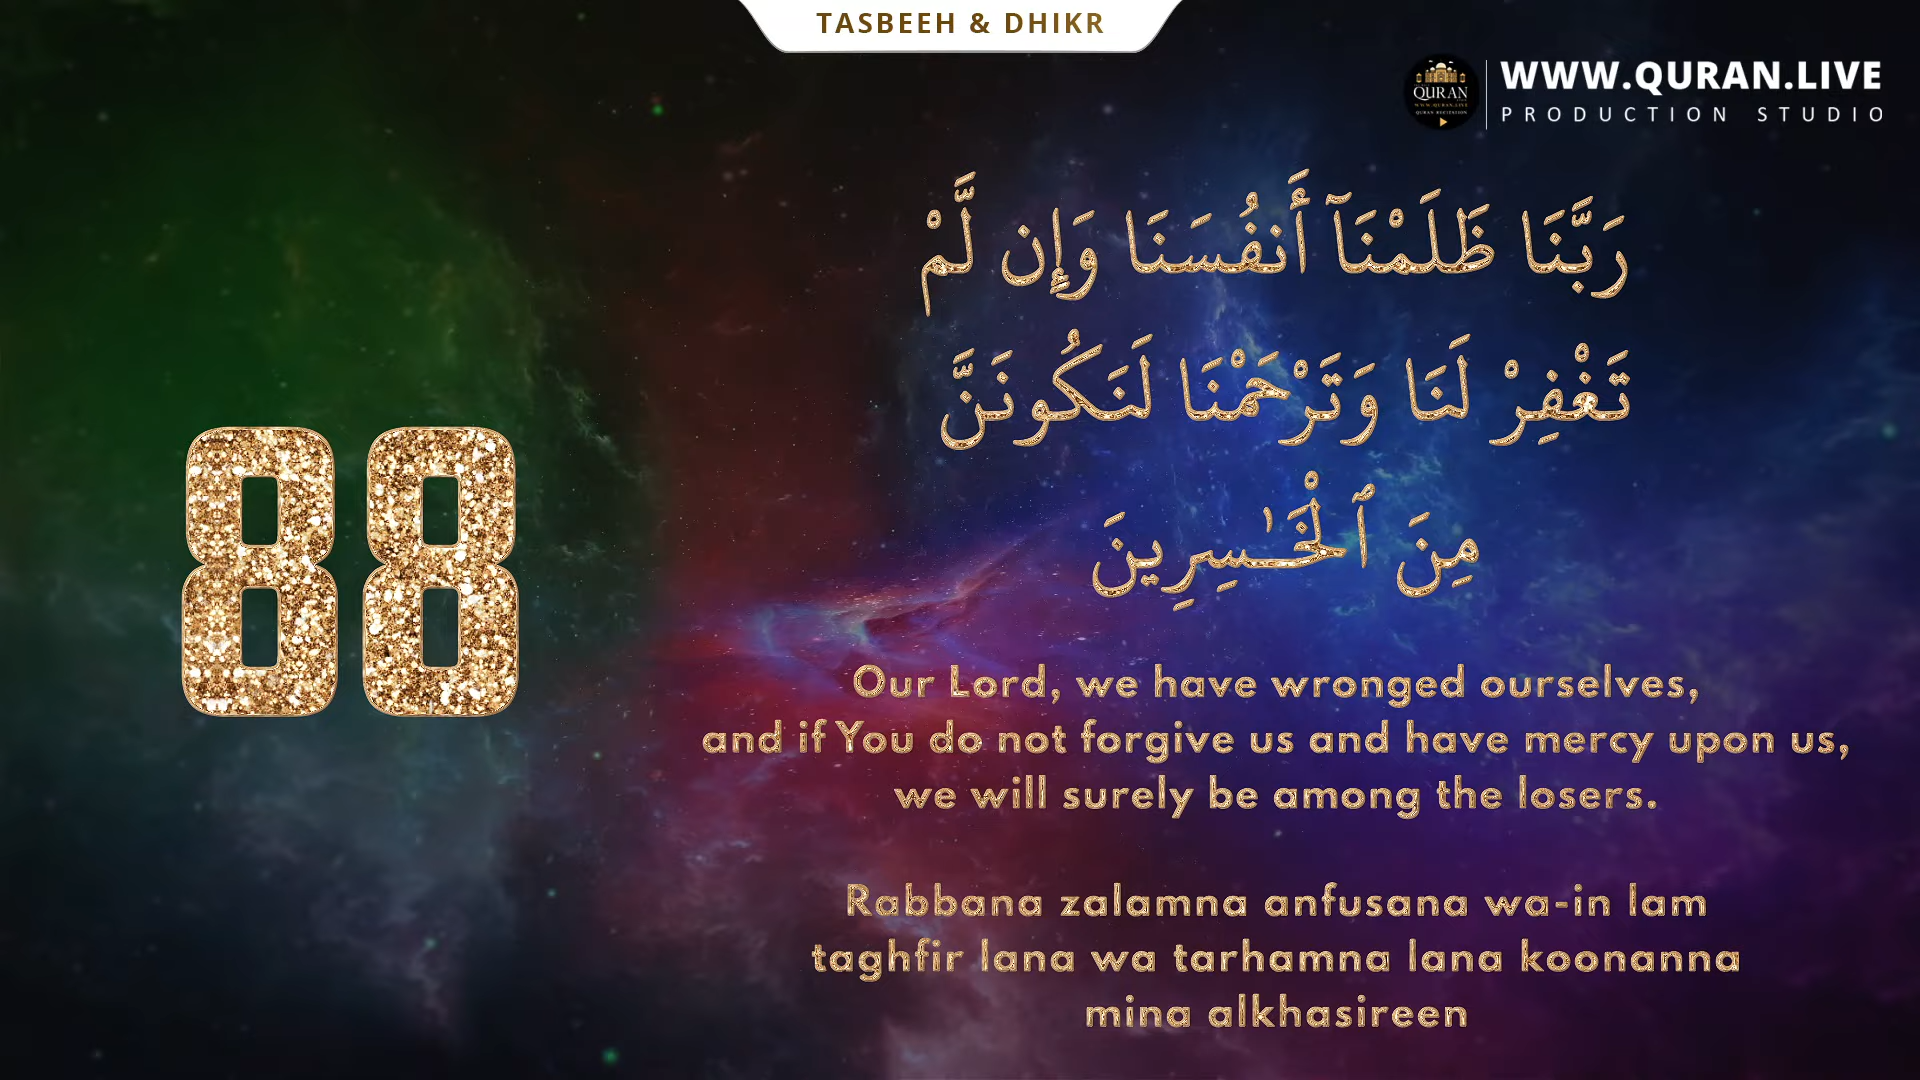 TASBEEH & DHIKR
QURAN
WWW.QURAN.LIVE
PRODUCTION STUDIO
رَبَّنَا ظَلَمْنَآ أَنفُسَنَا وَإِن لَّمْ
تَغْفِرْ لَنَا وَتَرْحَمْنَا لَنَكُونَنَّ
مِنَ ٱلْخَـٰسِرِينَ
88
Our Lord, we have wronged ourselves,
and if You do not forgive us and have mercy upon us,
we will surely be among the losers.
Rabbana zalamna anfusana wa-in lam
taghfir lana wa tarhamna lana koonanna
mina alkhasireen